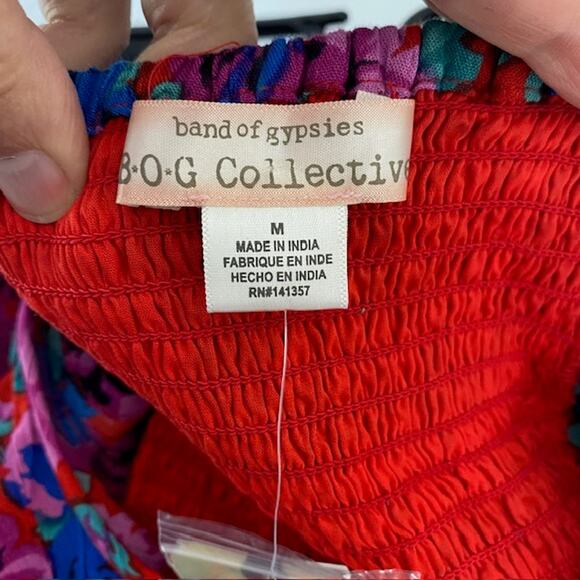 band of gypsies
B•O•G Collective
M
MADE IN INDIA
FABRIQUE EN INDE
HECHO EN INDIA
RN#141357